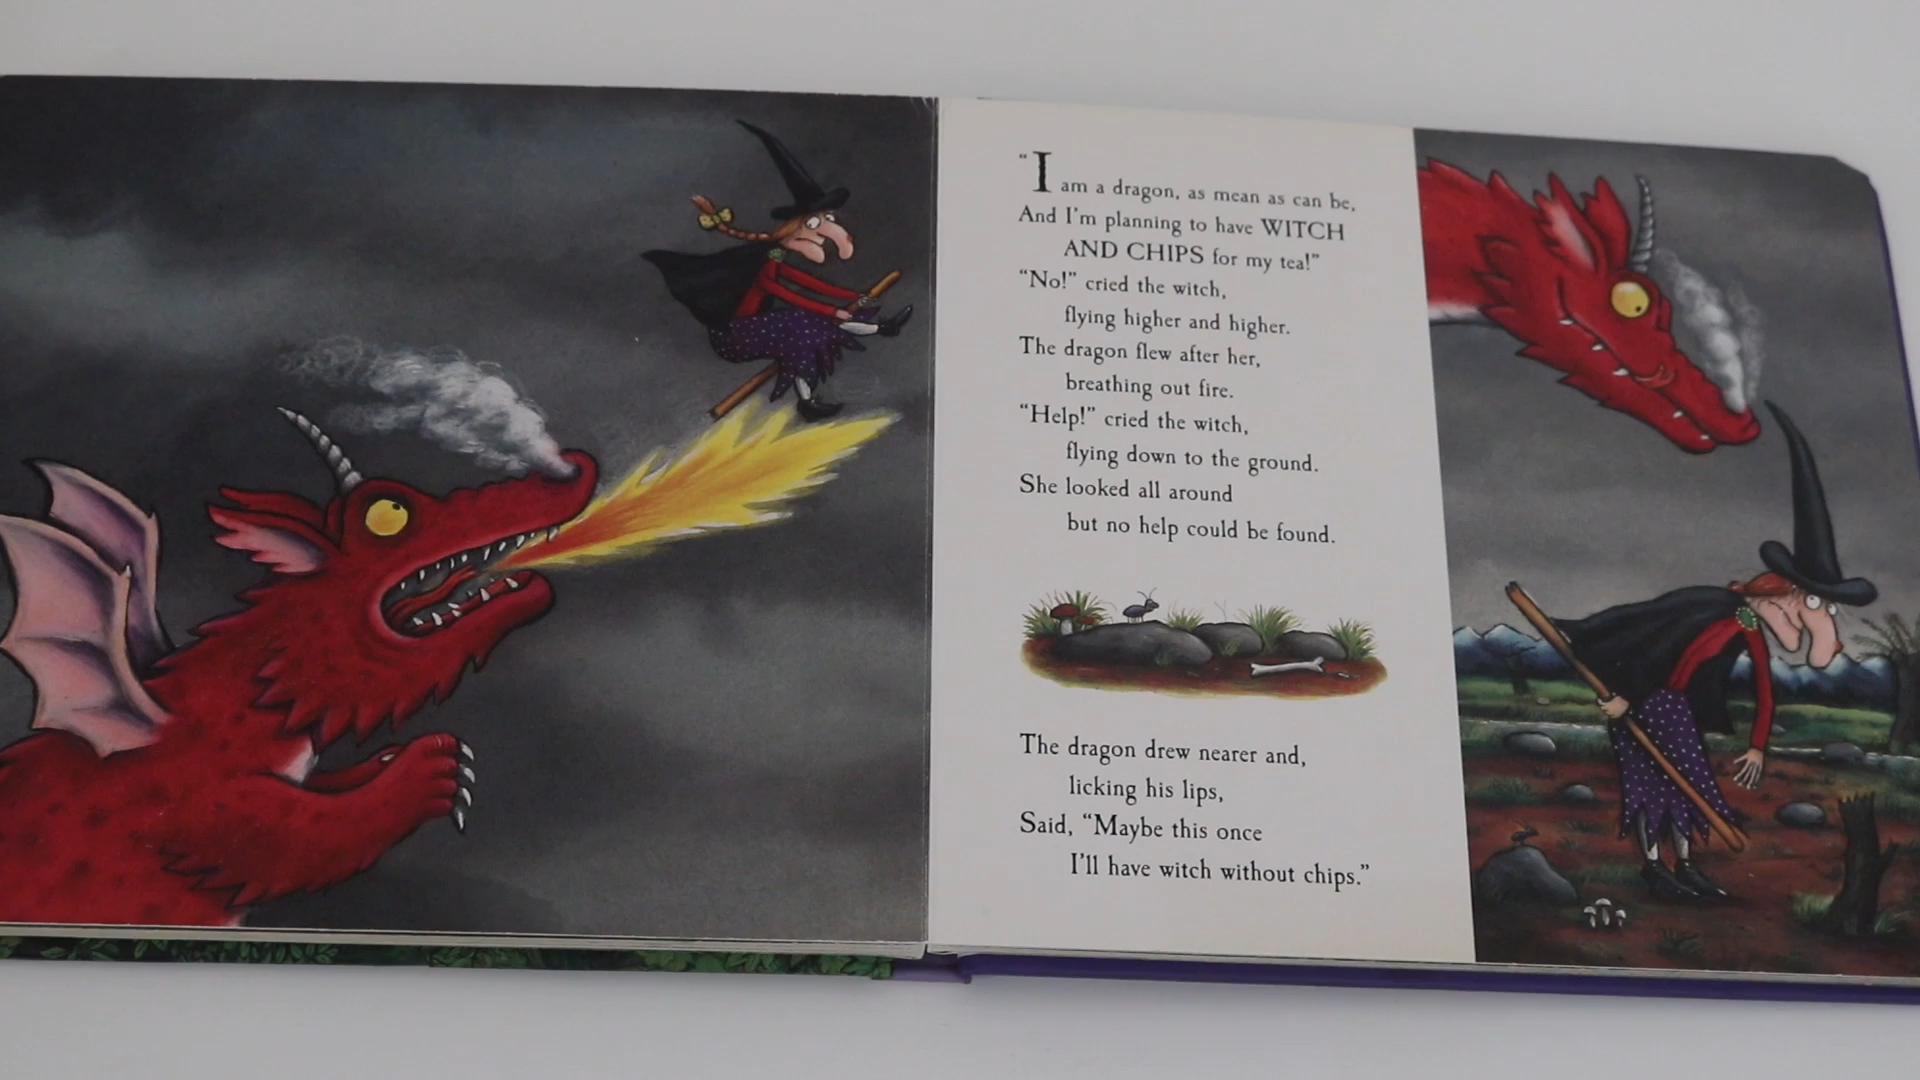 “I am a dragon, as mean as can be,
And I’m planning to have WITCH
AND CHIPS for my tea!”
“No!” cried the witch,
flying higher and higher.
The dragon flew after her,
breathing out fire.
“Help!” cried the witch,
flying down to the ground.
She looked all around
but no help could be found.
The dragon drew nearer and,
licking his lips,
Said, “Maybe this once
I’ll have witch without chips.”